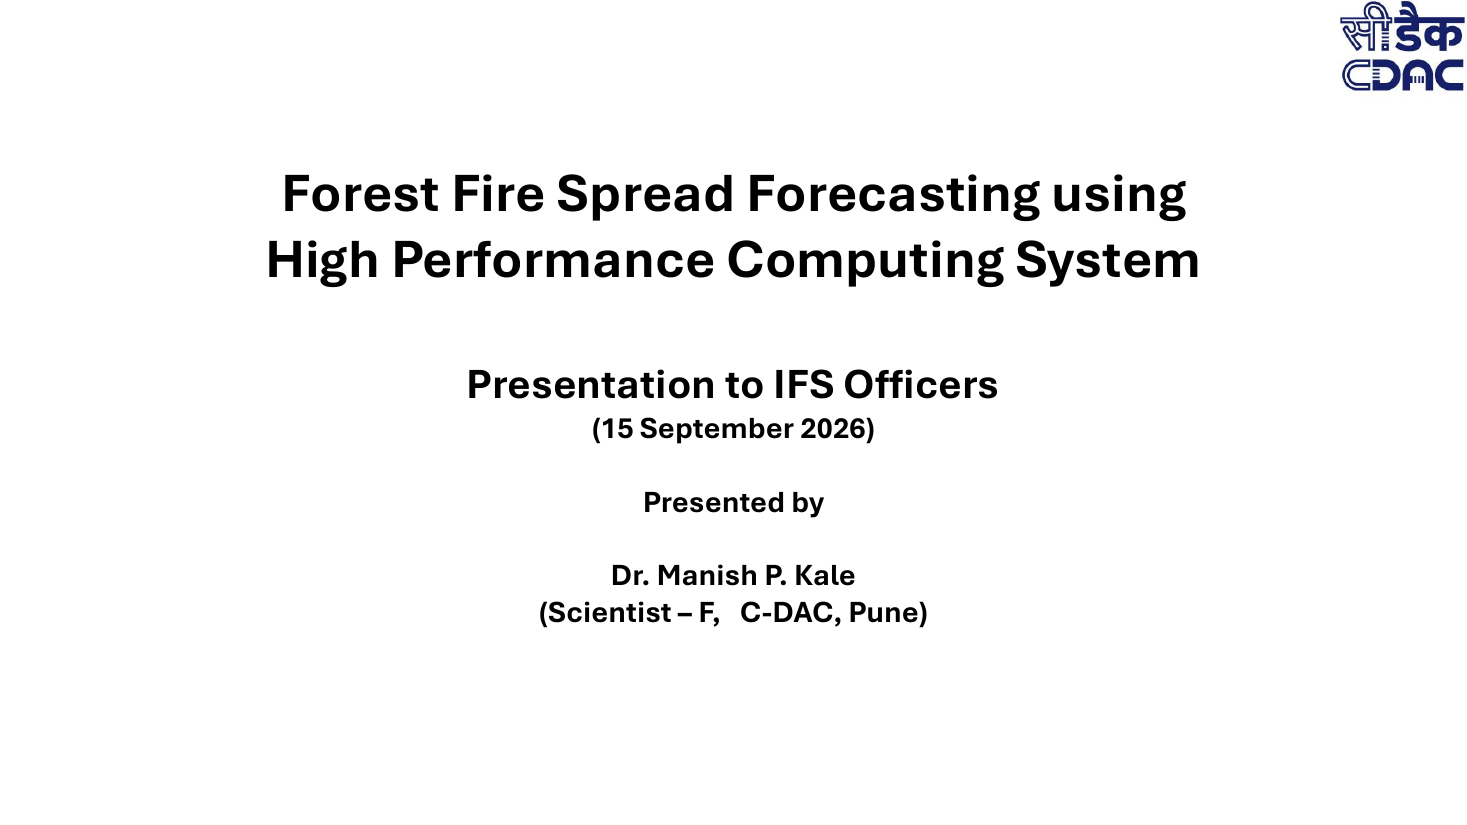 सीडैक
CDAC
Forest Fire Spread Forecasting using
High Performance Computing System
Presentation to IFS Officers
(15 September 2026)
Presented by
Dr. Manish P. Kale
(Scientist – F,   C-DAC, Pune)